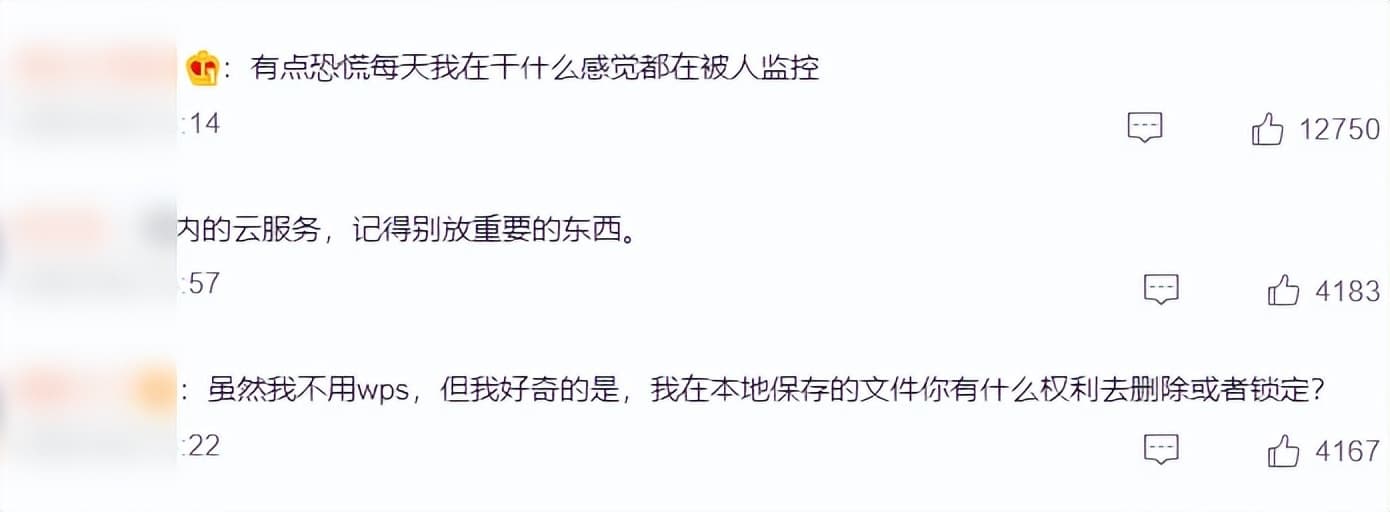 ：有点恐慌每天我在干什么感觉都在被人监控
:14
12750
内的云服务，记得别放重要的东西。
:57
4183
：虽然我不用wps，但我好奇的是，我在本地保存的文件你有什么权利去删除或者锁定？
:22
4167